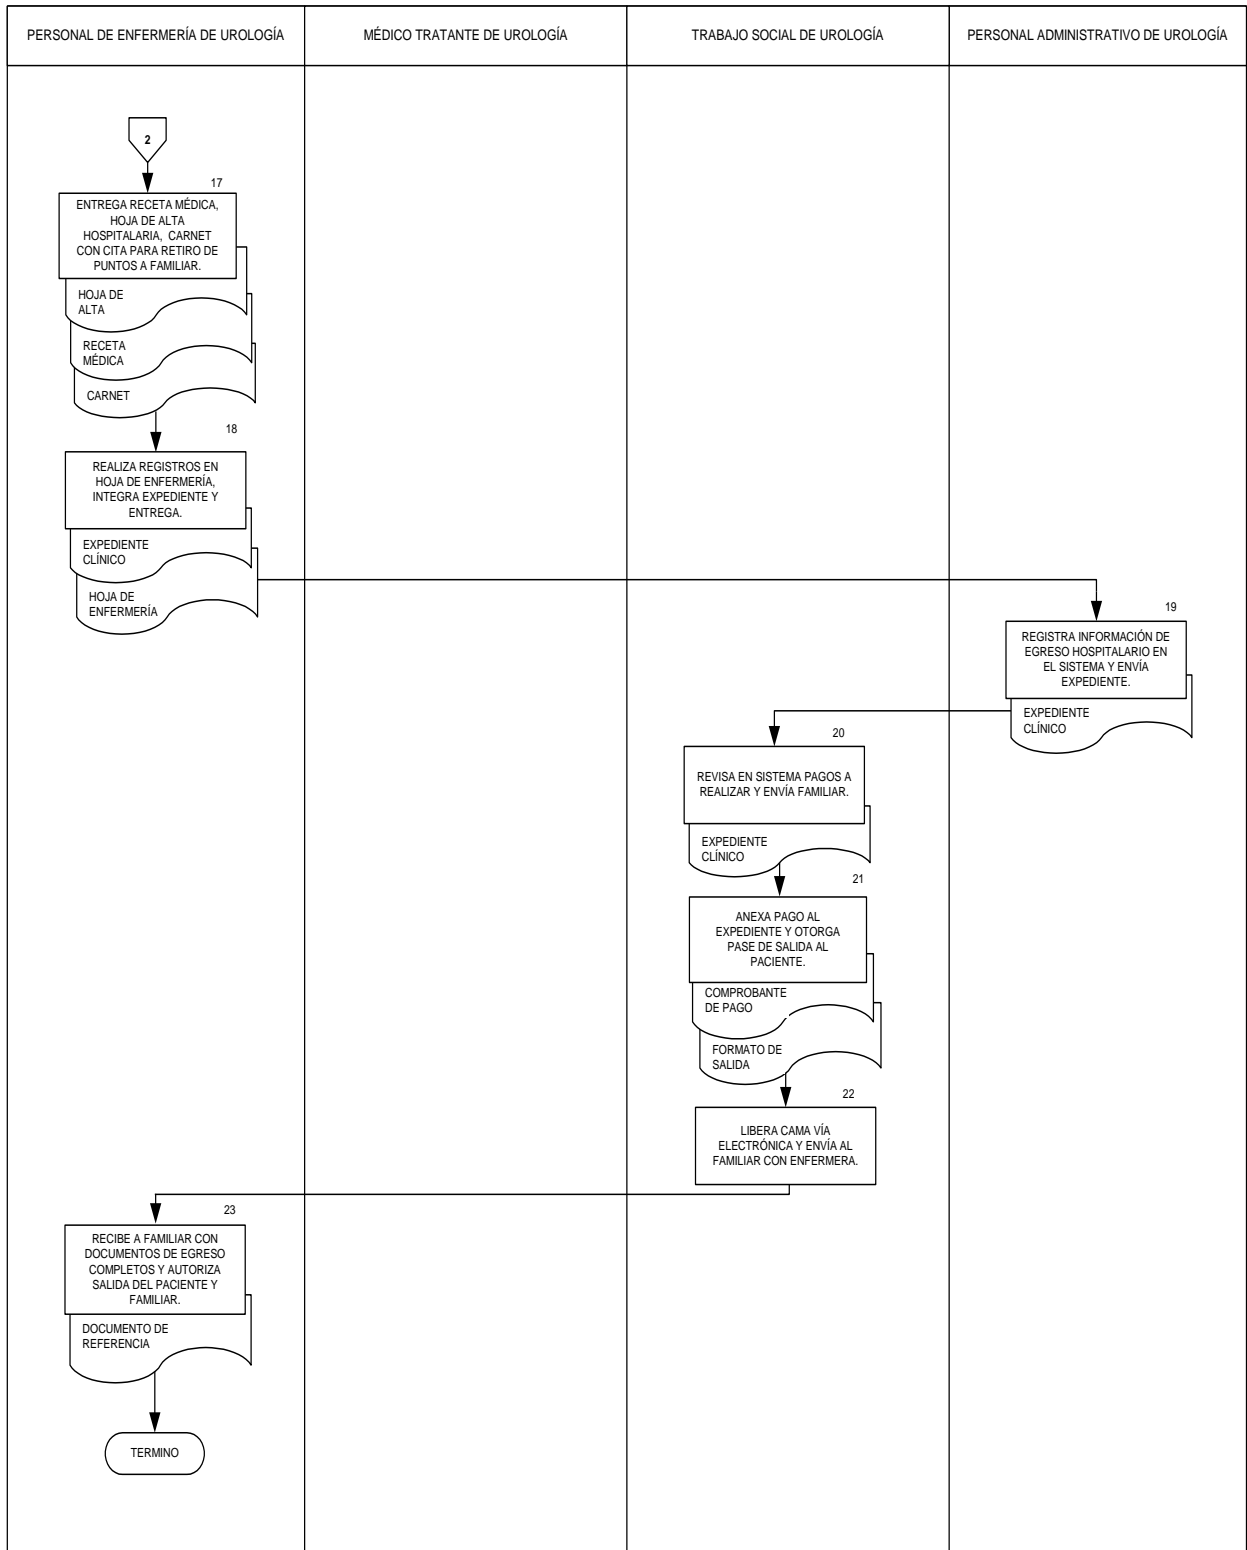 PERSONAL DE ENFERMERÍA DE UROLOGÍA
MÉDICO TRATANTE DE UROLOGÍA
TRABAJO SOCIAL DE UROLOGÍA
PERSONAL ADMINISTRATIVO DE UROLOGÍA
2
17
ENTREGA RECETA MÉDICA,
HOJA DE ALTA
HOSPITALARIA, CARNET
CON CITA PARA RETIRO DE
PUNTOS A FAMILIAR.
HOJA DE
ALTA
RECETA
MÉDICA
CARNET
18
REALIZA REGISTROS EN
HOJA DE ENFERMERÍA,
INTEGRA EXPEDIENTE Y
ENTREGA.
EXPEDIENTE
CLÍNICO
HOJA DE
ENFERMERÍA
19
REGISTRA INFORMACIÓN DE
EGRESO HOSPITALARIO EN
EL SISTEMA Y ENVÍA
EXPEDIENTE.
EXPEDIENTE
CLÍNICO
20
REVISA EN SISTEMA PAGOS A
REALIZAR Y ENVÍA FAMILIAR.
EXPEDIENTE
CLÍNICO
21
ANEXA PAGO AL
EXPEDIENTE Y OTORGA
PASE DE SALIDA AL
PACIENTE.
COMPROBANTE
DE PAGO
FORMATO DE
SALIDA
22
LIBERA CAMA VÍA
ELECTRÓNICA Y ENVÍA AL
FAMILIAR CON ENFERMERA.
23
RECIBE A FAMILIAR CON
DOCUMENTOS DE EGRESO
COMPLETOS Y AUTORIZA
SALIDA DEL PACIENTE Y
FAMILIAR.
DOCUMENTO DE
REFERENCIA
TERMINO